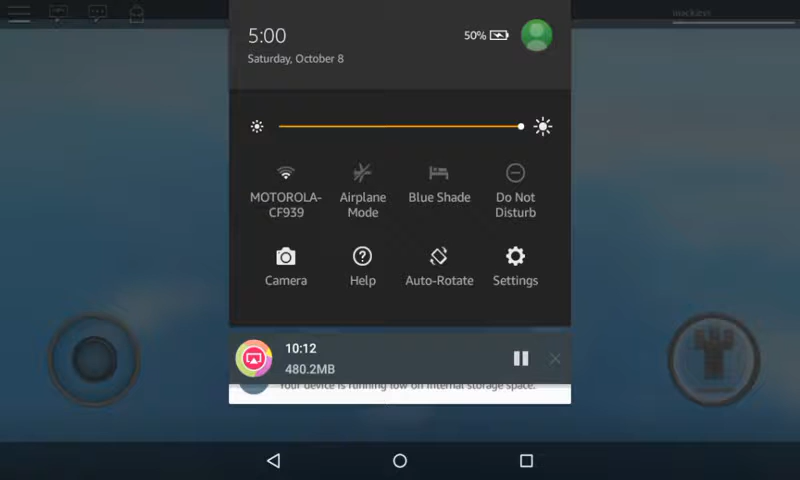 5:00
50%
Saturday, October 8
MOTOROLA-
CF939
Airplane
Mode
Blue Shade
Do Not
Disturb
Camera
Help
Auto-Rotate
Settings
10:12
480.2MB
Your device is running low on internal storage space.